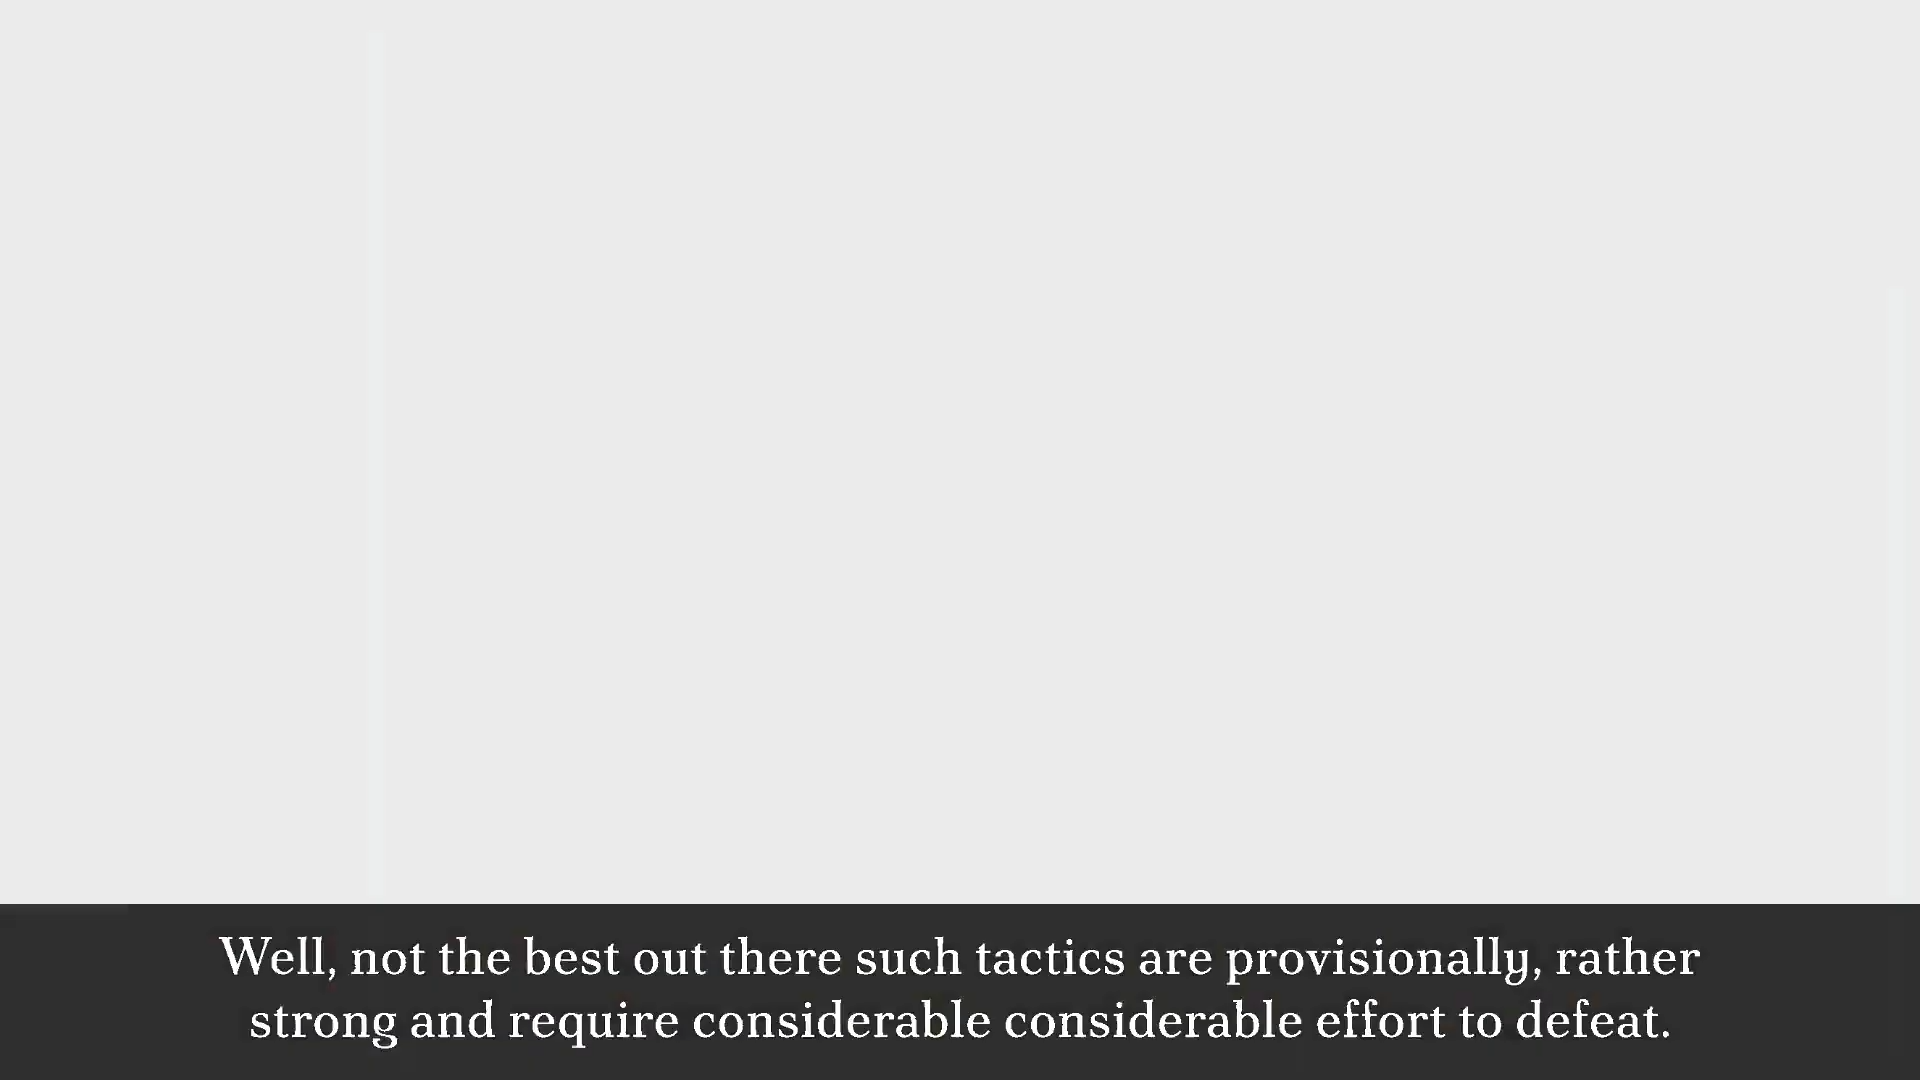 Well, not the best out there such tactics are provisionally, rather
strong and require considerable considerable effort to defeat.